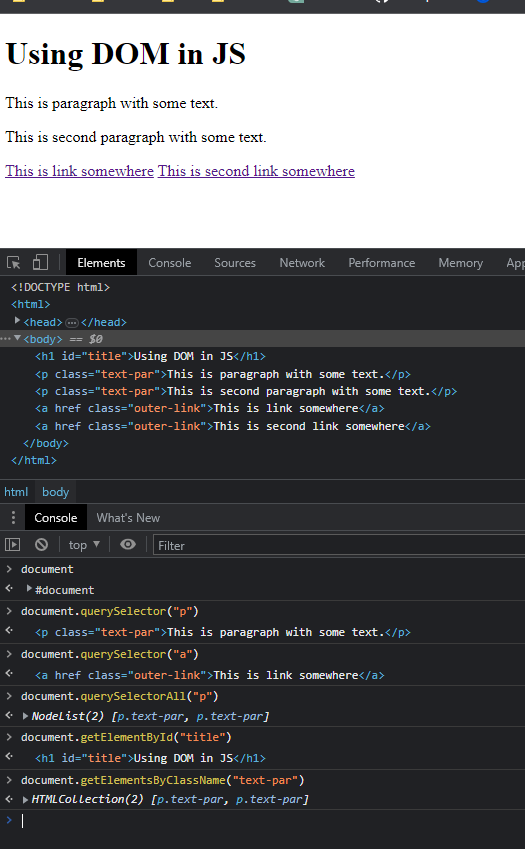 Using DOM in JS
This is paragraph with some text.
This is second paragraph with some text.
This is link somewhere This is second link somewhere
Elements Console Sources Network Performance Memory App
<!DOCTYPE html>
<html>
<head> … </head>
<body> == $0
<h1 id="title">Using DOM in JS</h1>
<p class="text-par">This is paragraph with some text.</p>
<p class="text-par">This is second paragraph with some text.</p>
<a href class="outer-link">This is link somewhere</a>
<a href class="outer-link">This is second link somewhere</a>
</body>
</html>
html body
Console What's New
top Filter
document
#document
document.querySelector("p")
<p class="text-par">This is paragraph with some text.</p>
document.querySelector("a")
<a href class="outer-link">This is link somewhere</a>
document.querySelectorAll("p")
NodeList(2) [p.text-par, p.text-par]
document.getElementById("title")
<h1 id="title">Using DOM in JS</h1>
document.getElementsByClassName("text-par")
HTMLCollection(2) [p.text-par, p.text-par]